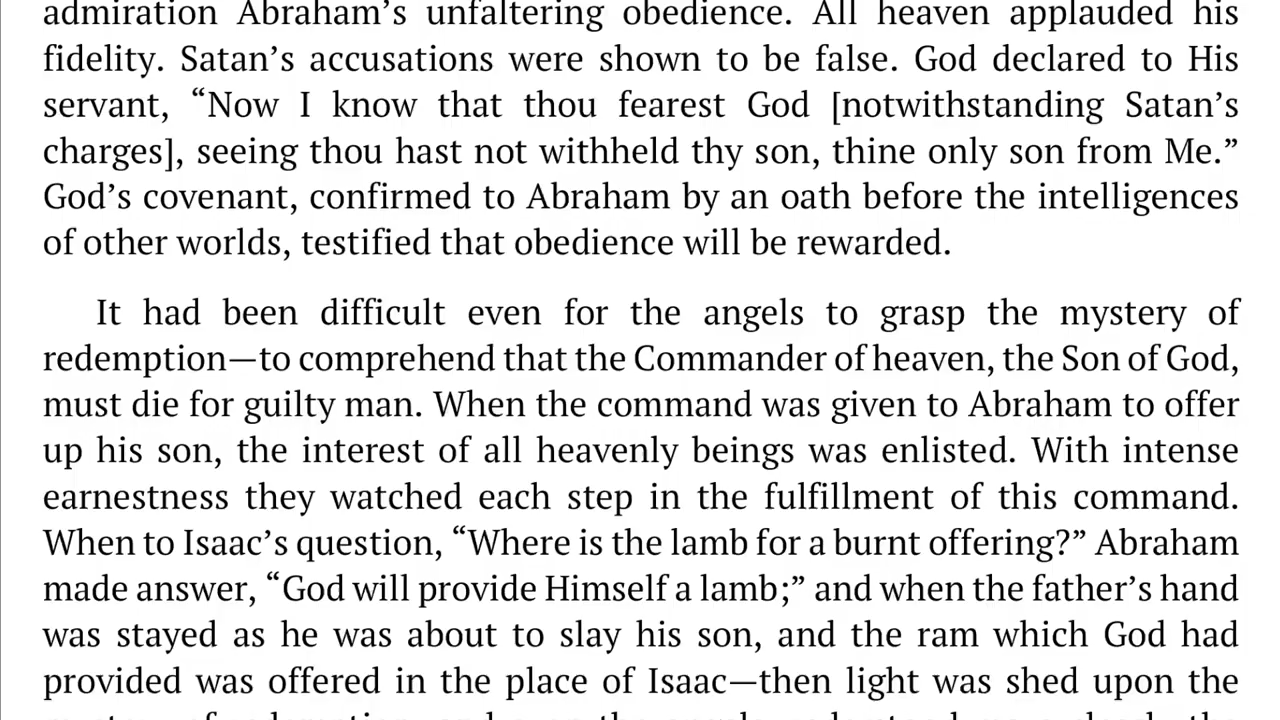 admiration Abraham’s unfaltering obedience. All heaven applauded his
fidelity. Satan’s accusations were shown to be false. God declared to His
servant, “Now I know that thou fearest God [notwithstanding Satan’s
charges], seeing thou hast not withheld thy son, thine only son from Me.”
God’s covenant, confirmed to Abraham by an oath before the intelligences
of other worlds, testified that obedience will be rewarded.
It had been difficult even for the angels to grasp the mystery of
redemption—to comprehend that the Commander of heaven, the Son of God,
must die for guilty man. When the command was given to Abraham to offer
up his son, the interest of all heavenly beings was enlisted. With intense
earnestness they watched each step in the fulfillment of this command.
When to Isaac’s question, “Where is the lamb for a burnt offering?” Abraham
made answer, “God will provide Himself a lamb;” and when the father’s hand
was stayed as he was about to slay his son, and the ram which God had
provided was offered in the place of Isaac—then light was shed upon the